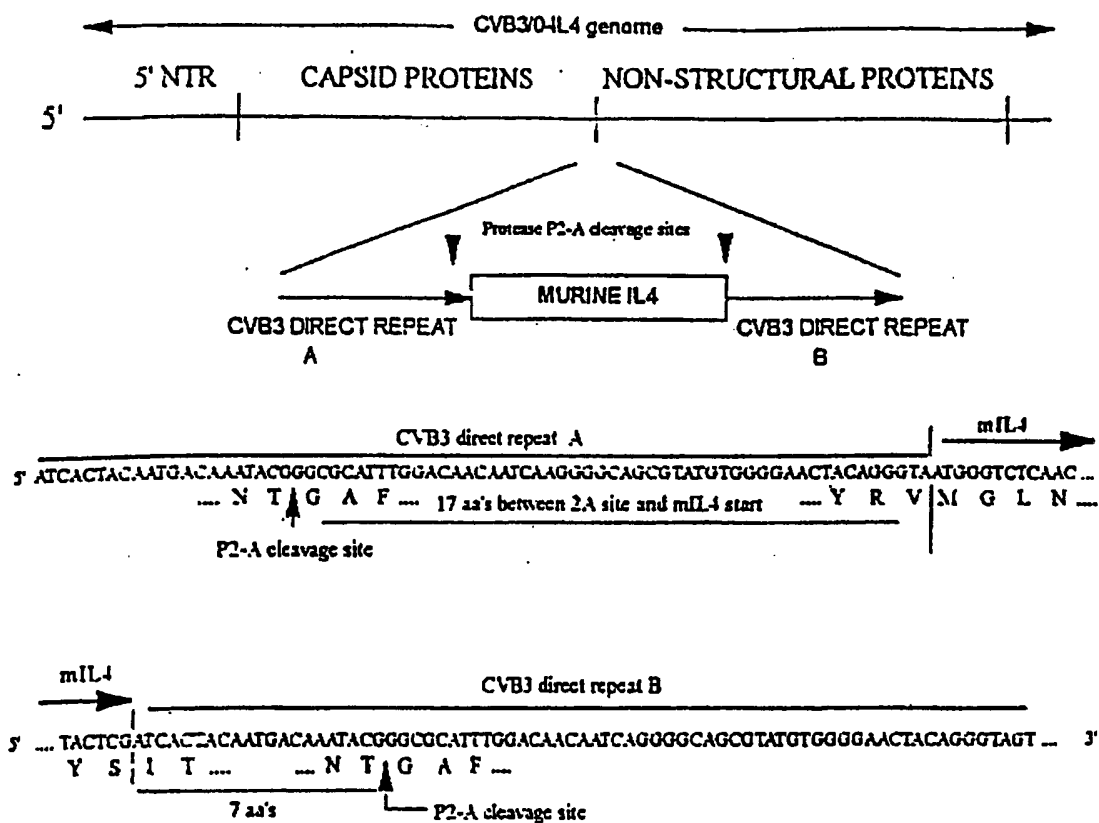 CVB3/0-IL4 genome
5' NTR CAPSID PROTEINS NON-STRUCTURAL PROTEINS
5'
Protease P2-A cleavage sites
MURINE IL4
CVB3 DIRECT REPEAT A
CVB3 DIRECT REPEAT B
CVB3 direct repeat A mIL4
5' ATCACTACAATGACAAATACGGGCGCATTTGGACAACAATCAAGGGGCAGCGTATGTGGGGAACTACAGGGTAATGGGTCTCAAC ...
.... N T G A F .... 17 aa's between 2A site and mIL4 start .... Y R V M G L N ....
P2-A cleavage site
mIL4 CVB3 direct repeat B
5' .... TACTCGATCACTACAATGACAAATACGGGCGCATTTGGACAACAATCAGGGGCAGCGTATGTGGGGAACTACAGGGTAGT ... 3'
Y S I T .... N T G A F ....
7 aa's P2-A cleavage site